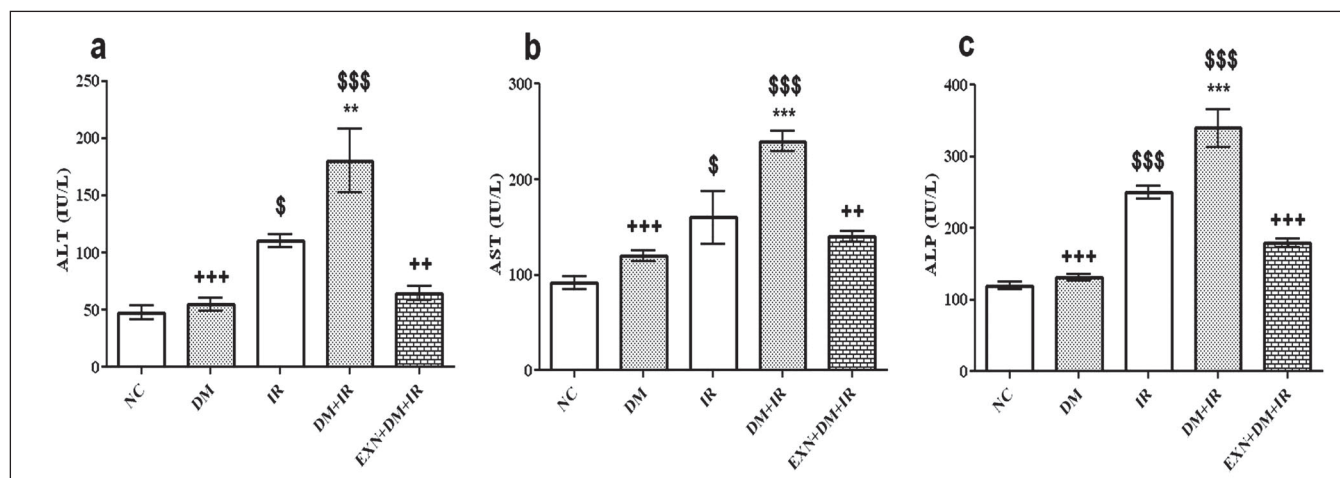 a
ALT (IU/L)
250
200
150
100
50
0
$
$$$
**
+++
++
NC
DM
IR
DM+IR
EXN+DM+IR
b
AST (IU/L)
300
200
100
0
+++
$
$$$
***
++
NC
DM
IR
DM+IR
EXN+DM+IR
c
ALP (IU/L)
400
300
200
100
0
+++
$$$
$$$
***
+++
NC
DM
IR
DM+IR
EXN+DM+IR